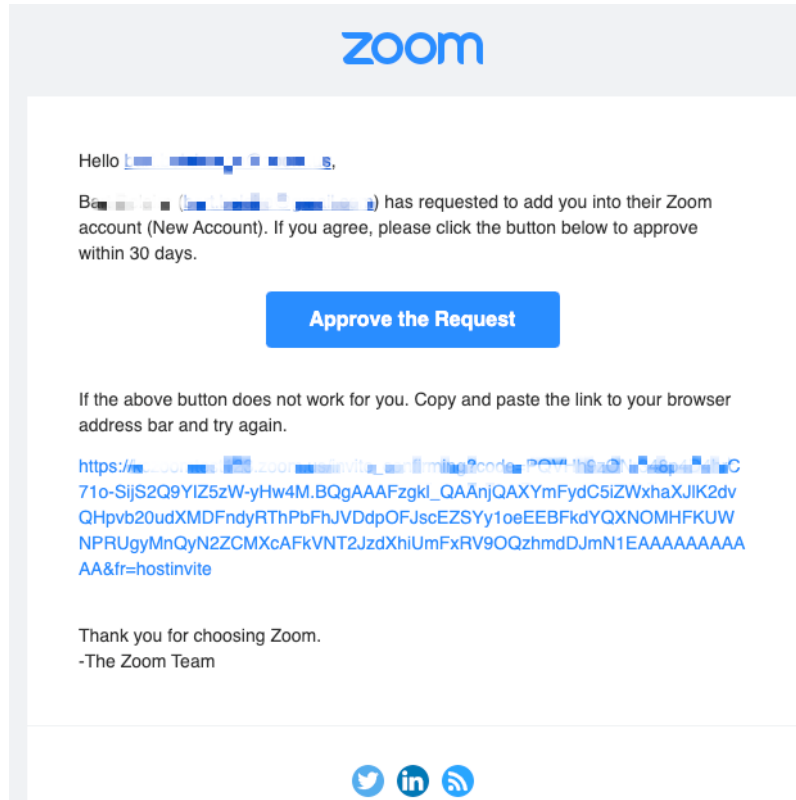 zoom
Hello
has requested to add you into their Zoom
account (New Account). If you agree, please click the button below to approve
within 30 days.
Approve the Request
If the above button does not work for you. Copy and paste the link to your browser
address bar and try again.
https://
71o-SijS2Q9YIZ5zW-yHw4M.BQgAAAFzgkl_QAAnjQAXYmFydC5iZWxhaXJlK2dv
QHpvb20udXMDFndyRThPbFhJVDdpOFJscEZSYy1oeEEBFkdYQXNOMHFKUW
NPRUgyMnQyN2ZCMXcAFkVNT2JzdXhiUmFxRV9OQzhmdDJmN1EAAAAAAAAA
AA&fr=hostinvite
Thank you for choosing Zoom.
-The Zoom Team
in